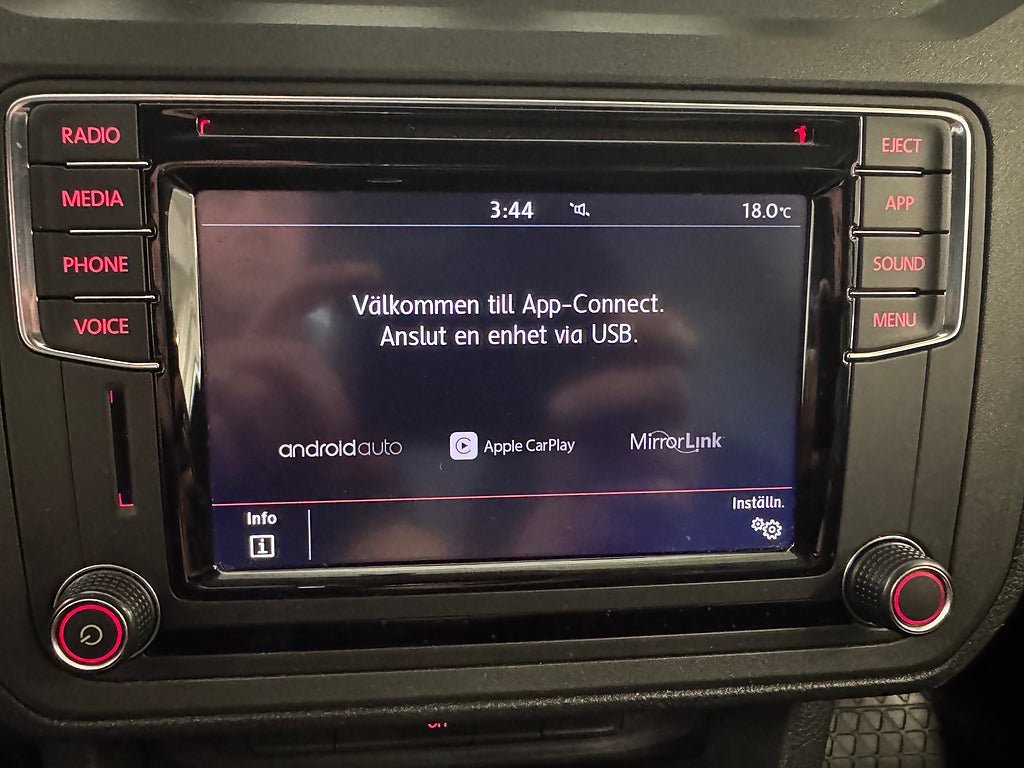 RADIO
MEDIA
PHONE
VOICE
EJECT
APP
SOUND
MENU
3:44
18.0°C
Välkommen till App-Connect.
Anslut en enhet via USB.
androidauto
Apple CarPlay
MirrorLink
Info
i
Inställn.